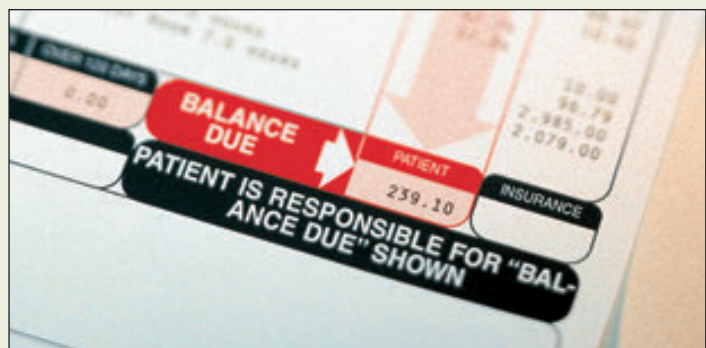 OVER 120 DAYS
0.00
BALANCE
DUE
PATIENT
239.10
INSURANCE
PATIENT IS RESPONSIBLE FOR "BAL-
ANCE DUE" SHOWN
10.00
98.79
2,985.00
2,079.00